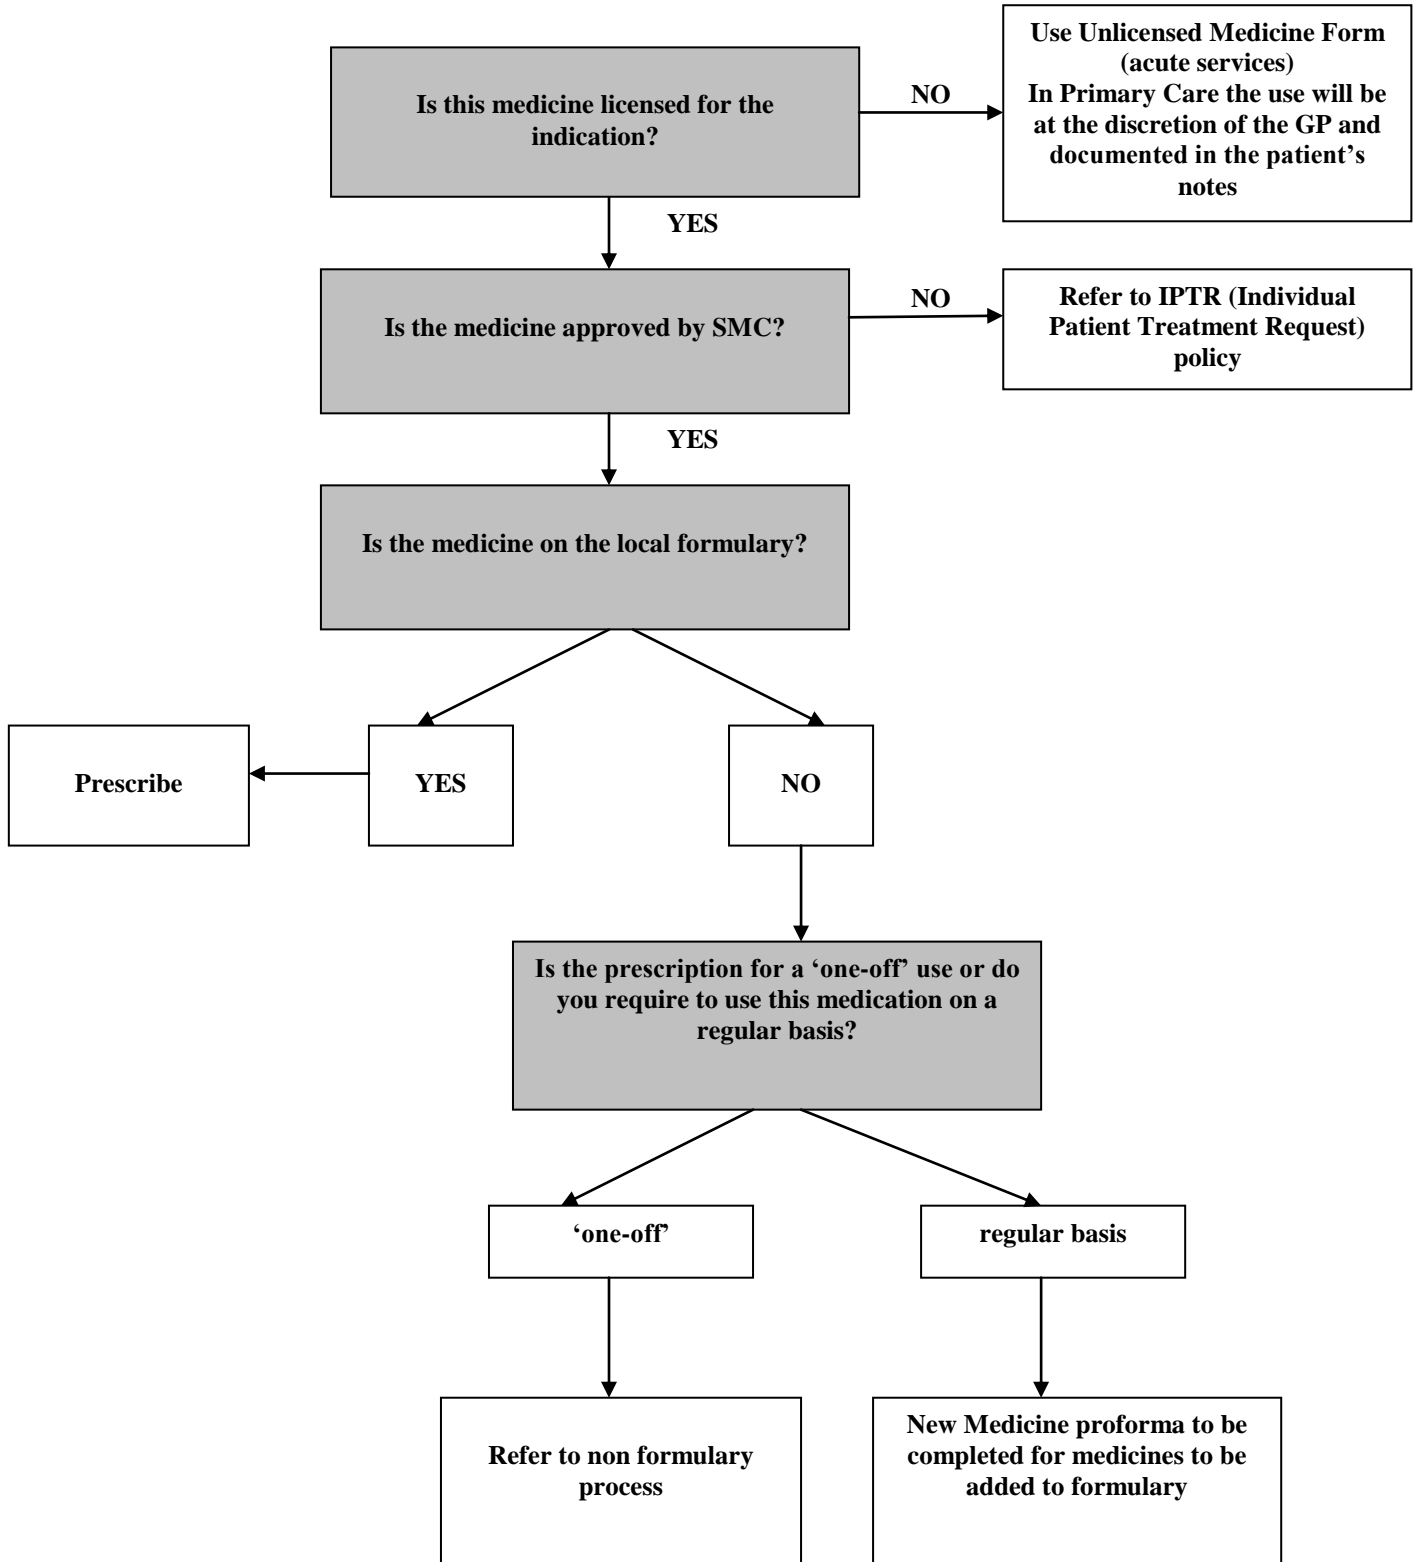 Use Unlicensed Medicine Form
(acute services)
In Primary Care the use will be
at the discretion of the GP and
documented in the patient’s
notes
Is this medicine licensed for the
indication?
NO
YES
Is the medicine approved by SMC?
NO
Refer to IPTR (Individual
Patient Treatment Request)
policy
YES
Is the medicine on the local formulary?
Prescribe
YES
NO
Is the prescription for a ‘one-off’ use or do
you require to use this medication on a
regular basis?
‘one-off’
regular basis
Refer to non formulary
process
New Medicine proforma to be
completed for medicines to be
added to formulary